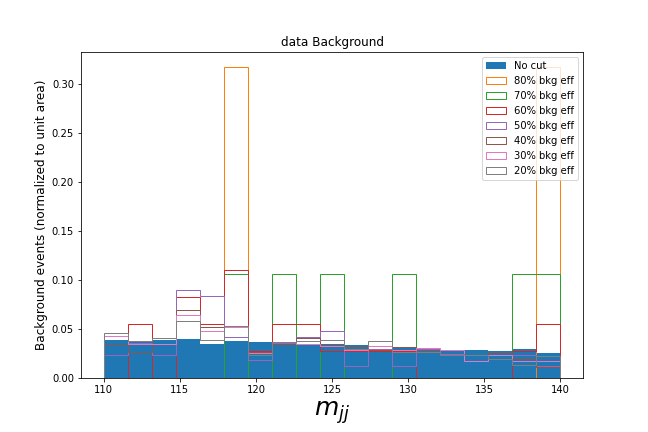 data Background
Background events (normalized to unit area)
0.30
0.25
0.20
0.15
0.10
0.05
0.00
No cut
80% bkg eff
70% bkg eff
60% bkg eff
50% bkg eff
40% bkg eff
30% bkg eff
20% bkg eff
110 115 120 125 130 135 140
m_{jj}